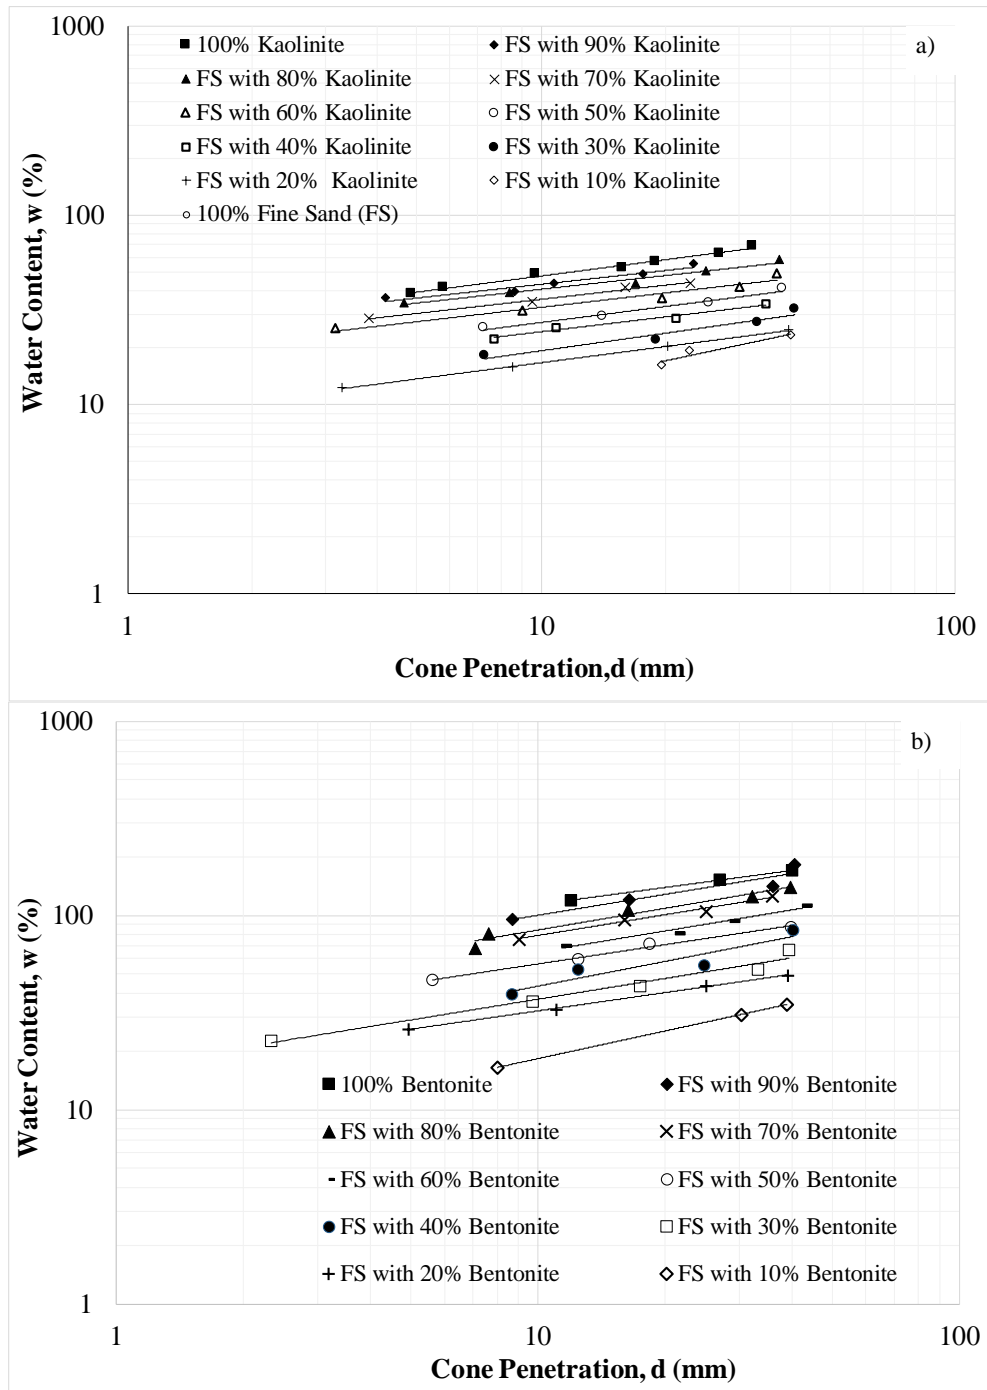 1000
100% Kaolinite
FS with 90% Kaolinite
a)
FS with 80% Kaolinite
FS with 70% Kaolinite
FS with 60% Kaolinite
FS with 50% Kaolinite
FS with 40% Kaolinite
FS with 30% Kaolinite
FS with 20% Kaolinite
FS with 10% Kaolinite
100% Fine Sand (FS)
100
10
1
Water Content, w (%)
1
10
100
Cone Penetration,d (mm)
1000
b)
100
10
1
Water Content, w (%)
100% Bentonite
FS with 90% Bentonite
FS with 80% Bentonite
FS with 70% Bentonite
FS with 60% Bentonite
FS with 50% Bentonite
FS with 40% Bentonite
FS with 30% Bentonite
FS with 20% Bentonite
FS with 10% Bentonite
1
10
100
Cone Penetration, d (mm)